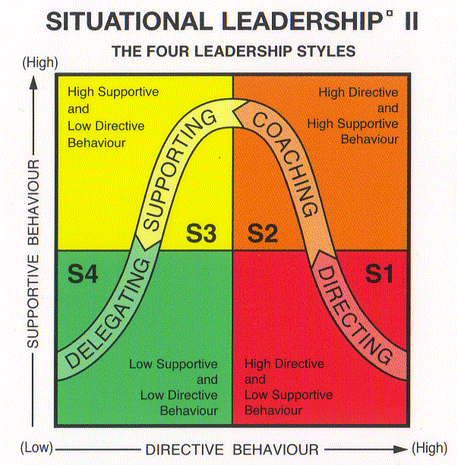 SITUATIONAL LEADERSHIP¤ II
THE FOUR LEADERSHIP STYLES
(High)
High Supportive
and
Low Directive
Behaviour
High Directive
and
High Supportive
Behaviour
SUPPORTING
COACHING
S3
S2
S4
S1
DELEGATING
DIRECTING
Low Supportive
and
Low Directive
Behaviour
High Directive
and
Low Supportive
Behaviour
SUPPORTIVE BEHAVIOUR
(Low)
DIRECTIVE BEHAVIOUR
(High)